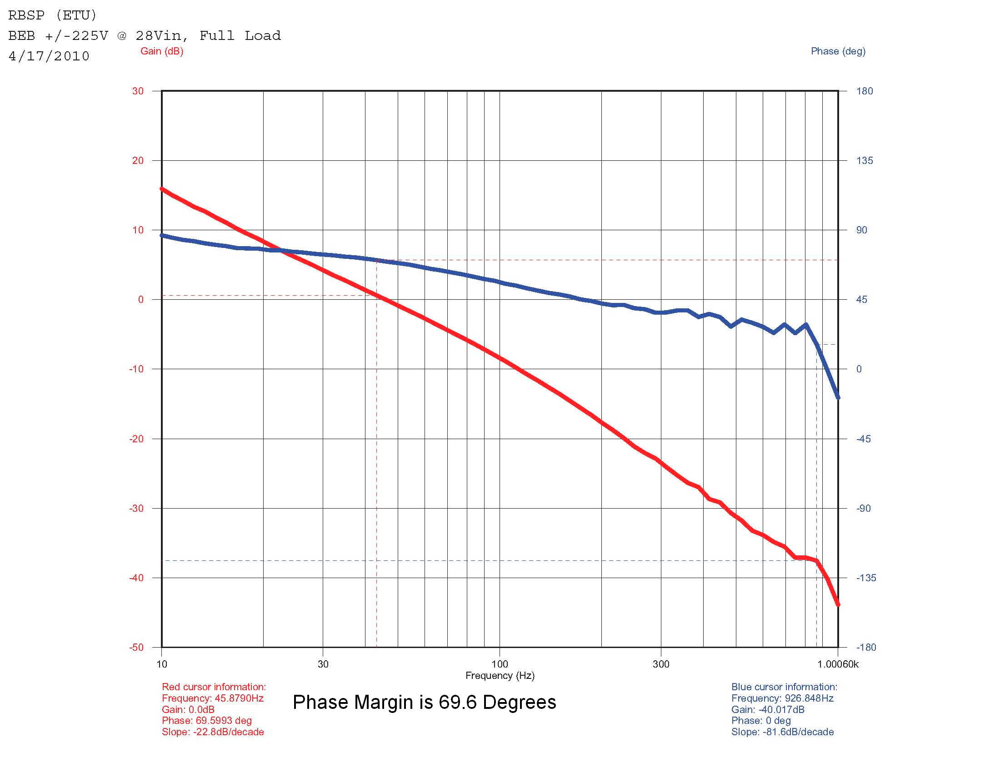 RBSP (ETU)
BEB +/-225V @ 28Vin, Full Load
4/17/2010
Gain (dB)
Phase (deg)
30
20
10
0
-10
-20
-30
-40
-50
180
135
90
45
0
-45
-90
-135
-180
10
30
100
300
1.00060k
Frequency (Hz)
Red cursor information:
Frequency: 45.8790Hz
Gain: 0.0dB
Phase: 69.5993 deg
Slope: -22.8dB/decade
Phase Margin is 69.6 Degrees
Blue cursor information:
Frequency: 926.848Hz
Gain: -40.017dB
Phase: 0 deg
Slope: -81.6dB/decade